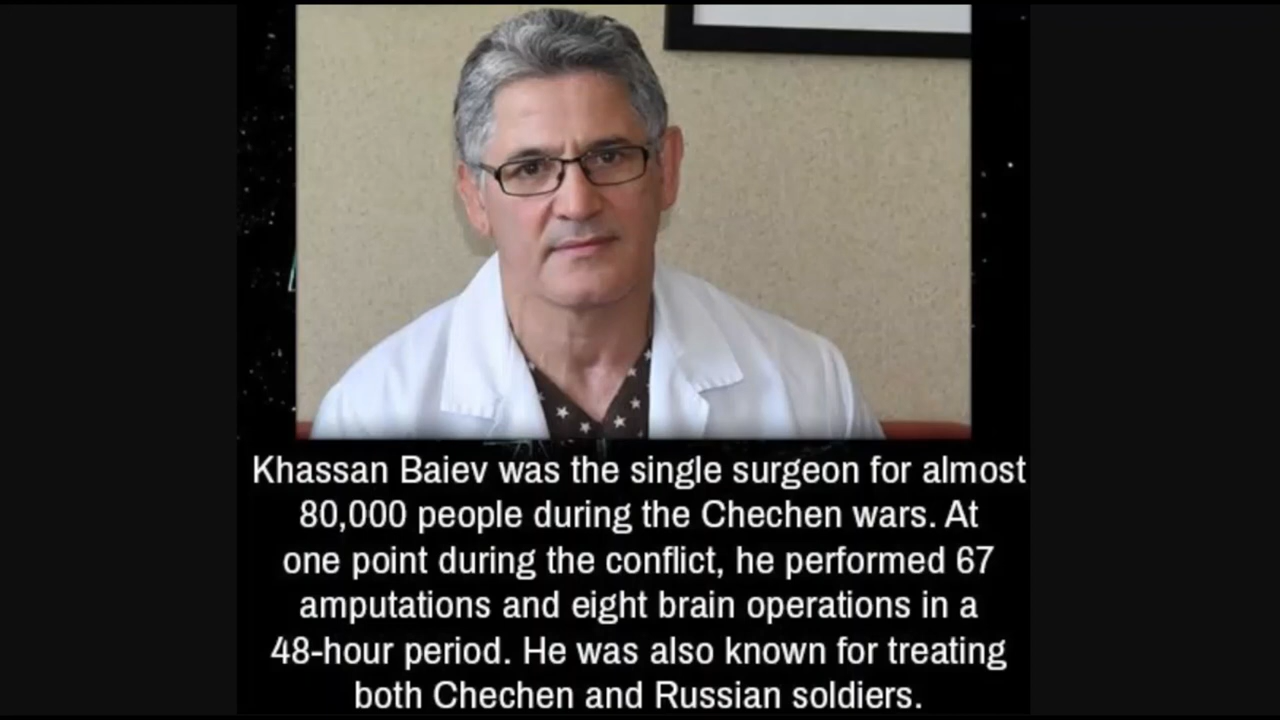 Khassan Baiev was the single surgeon for almost
80,000 people during the Chechen wars. At
one point during the conflict, he performed 67
amputations and eight brain operations in a
48-hour period. He was also known for treating
both Chechen and Russian soldiers.